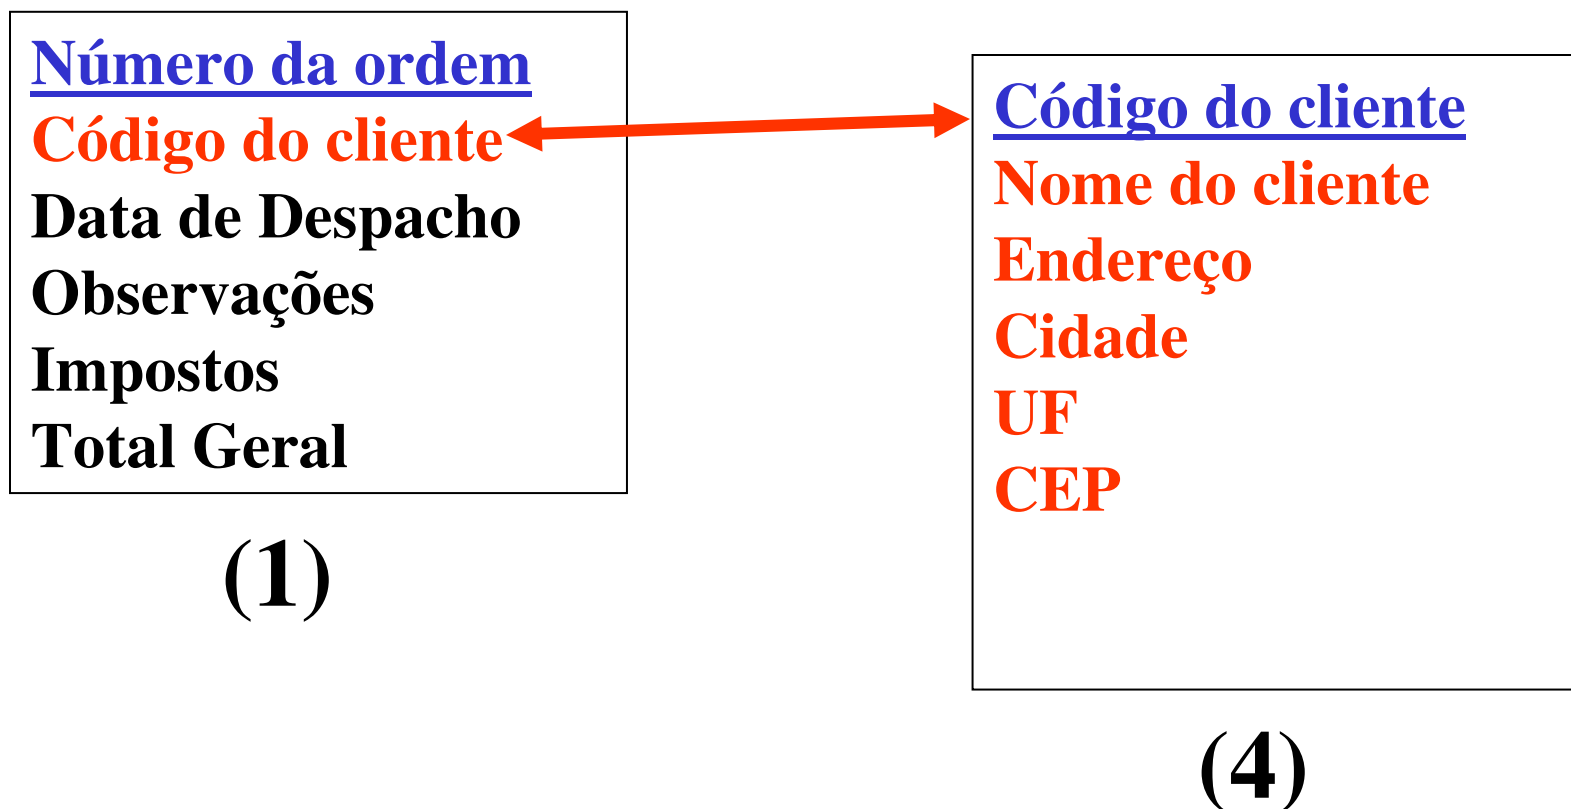 Número da ordem
Código do cliente
Data de Despacho
Observações
Impostos
Total Geral
(1)
Código do cliente
Nome do cliente
Endereço
Cidade
UF
CEP
(4)